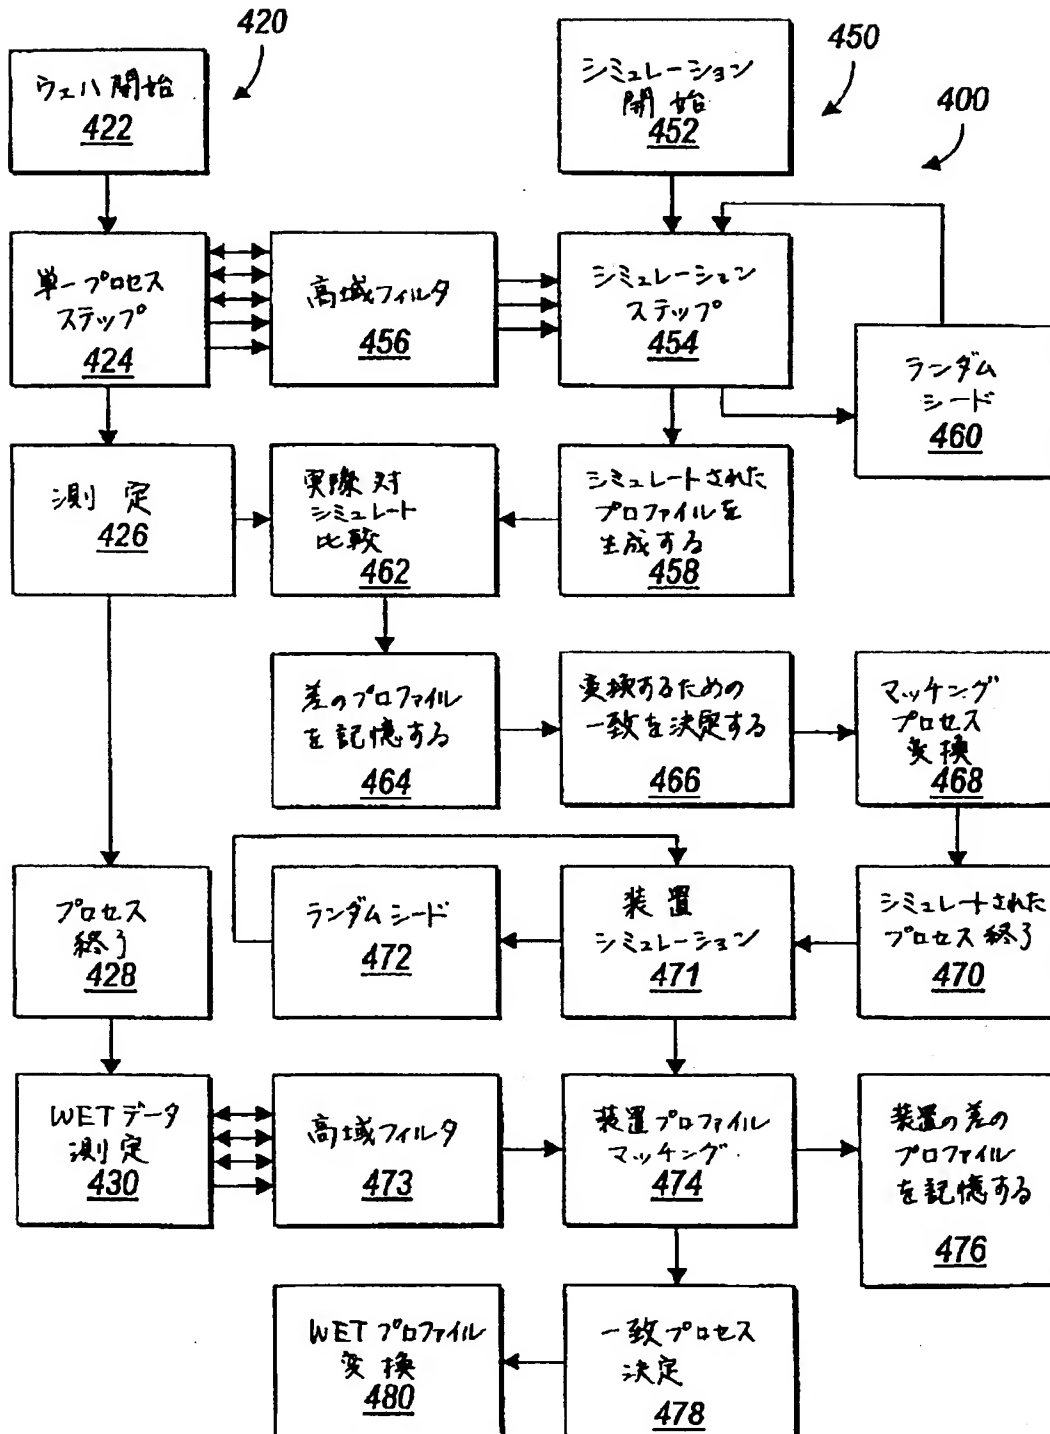 420
450
400
ウェハ開始
422
シミュレーション
開始
452
単一プロセス
ステップ
424
高域フィルタ
456
シミュレーション
ステップ
454
ランダム
シード
460
測定
426
実際対
シミュレート
比較
462
シミュレートされた
プロファイルを
生成する
458
差のプロファイル
を記憶する
464
変換するための
一致を決定する
466
マッチング
プロセス
変換
468
プロセス
終了
428
ランダムシード
472
装置
シミュレーション
471
シミュレートされた
プロセス終了
470
WETデータ
測定
430
高域フィルタ
473
装置プロファイル
マッチング
474
装置の差の
プロファイル
を記憶する
476
WETプロファイル
変換
480
一致プロセス
決定
478